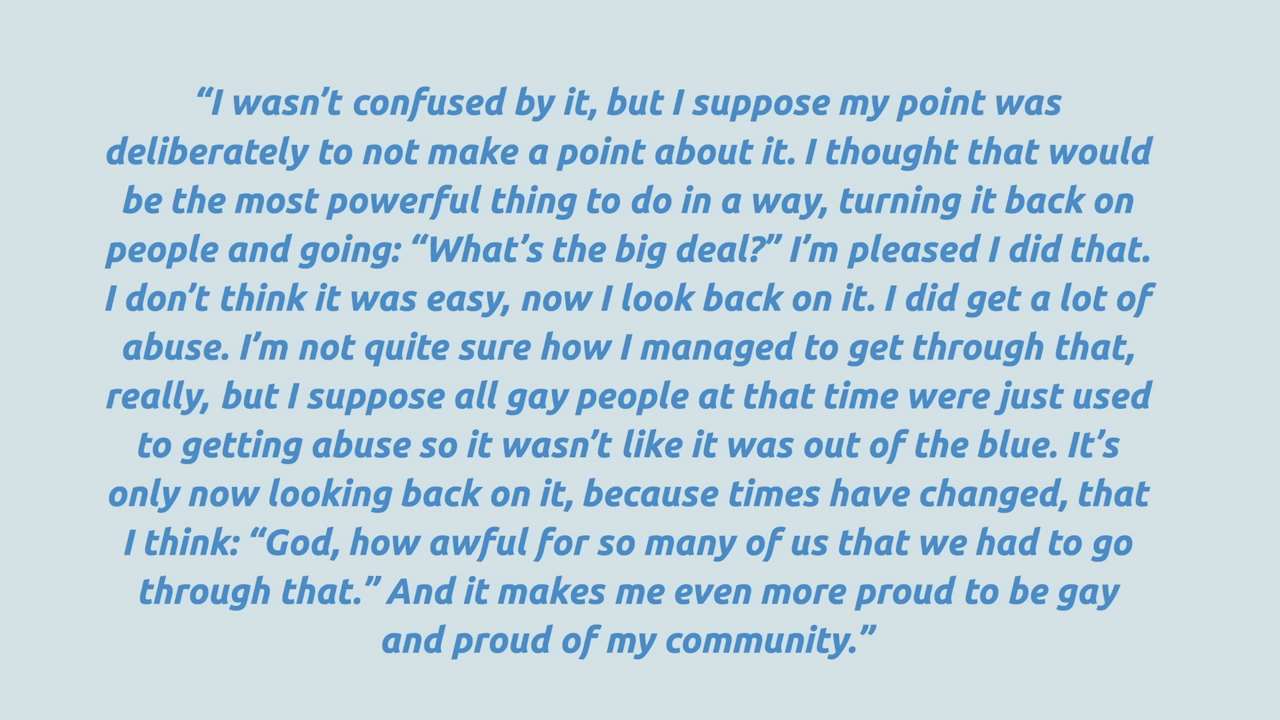 “I wasn’t confused by it, but I suppose my point was
deliberately to not make a point about it. I thought that would
be the most powerful thing to do in a way, turning it back on
people and going: “What’s the big deal?” I’m pleased I did that.
I don’t think it was easy, now I look back on it. I did get a lot of
abuse. I’m not quite sure how I managed to get through that,
really, but I suppose all gay people at that time were just used
to getting abuse so it wasn’t like it was out of the blue. It’s
only now looking back on it, because times have changed, that
I think: “God, how awful for so many of us that we had to go
through that.” And it makes me even more proud to be gay
and proud of my community.”